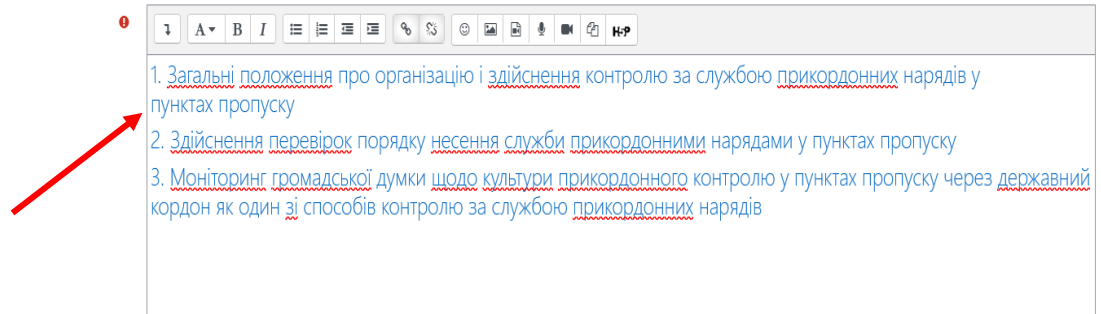 A B I H-P
1. Загальні положення про організацію і здійснення контролю за службою прикордонних нарядів у
пунктах пропуску
2. Здійснення перевірок порядку несення служби прикордонними нарядами у пунктах пропуску
3. Моніторинг громадської думки щодо культури прикордонного контролю у пунктах пропуску через державний
кордон як один зі способів контролю за службою прикордонних нарядів